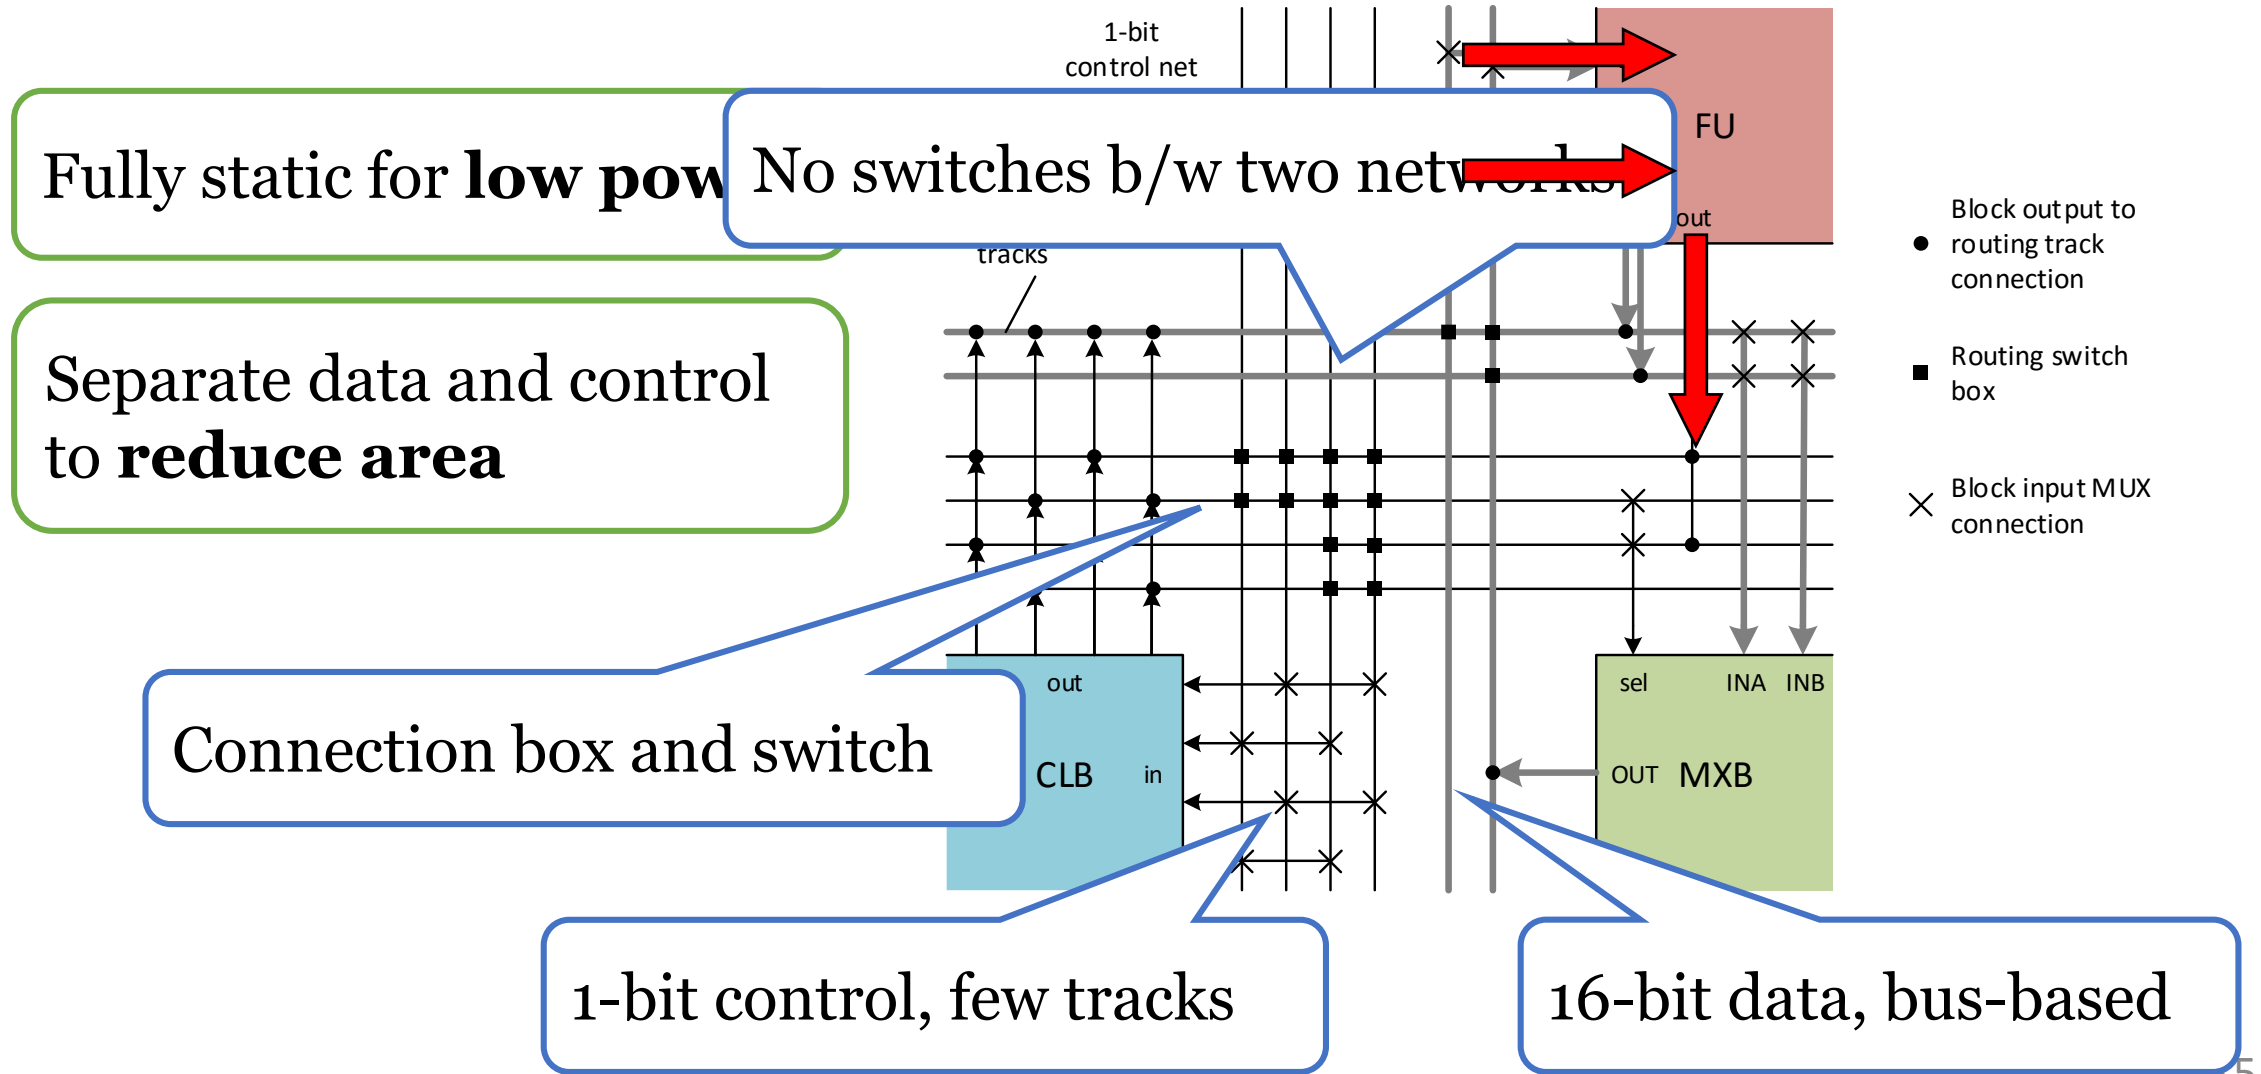 1-bit
control net
Fully static for low pow
No switches b/w two networks
FU
out
tracks
Block output to
routing track
connection
Routing switch
box
Block input MUX
connection
Separate data and control
to reduce area
Connection box and switch
out
CLB
in
sel
INA
INB
OUT
MXB
1-bit control, few tracks
16-bit data, bus-based
5